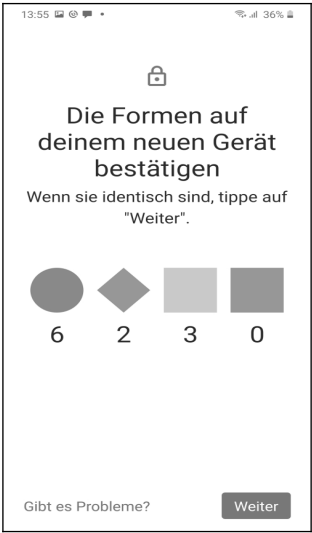 13:55
36%
Die Formen auf
deinem neuen Gerät
bestätigen
Wenn sie identisch sind, tippe auf
"Weiter".
6 2 3 0
Gibt es Probleme? Weiter